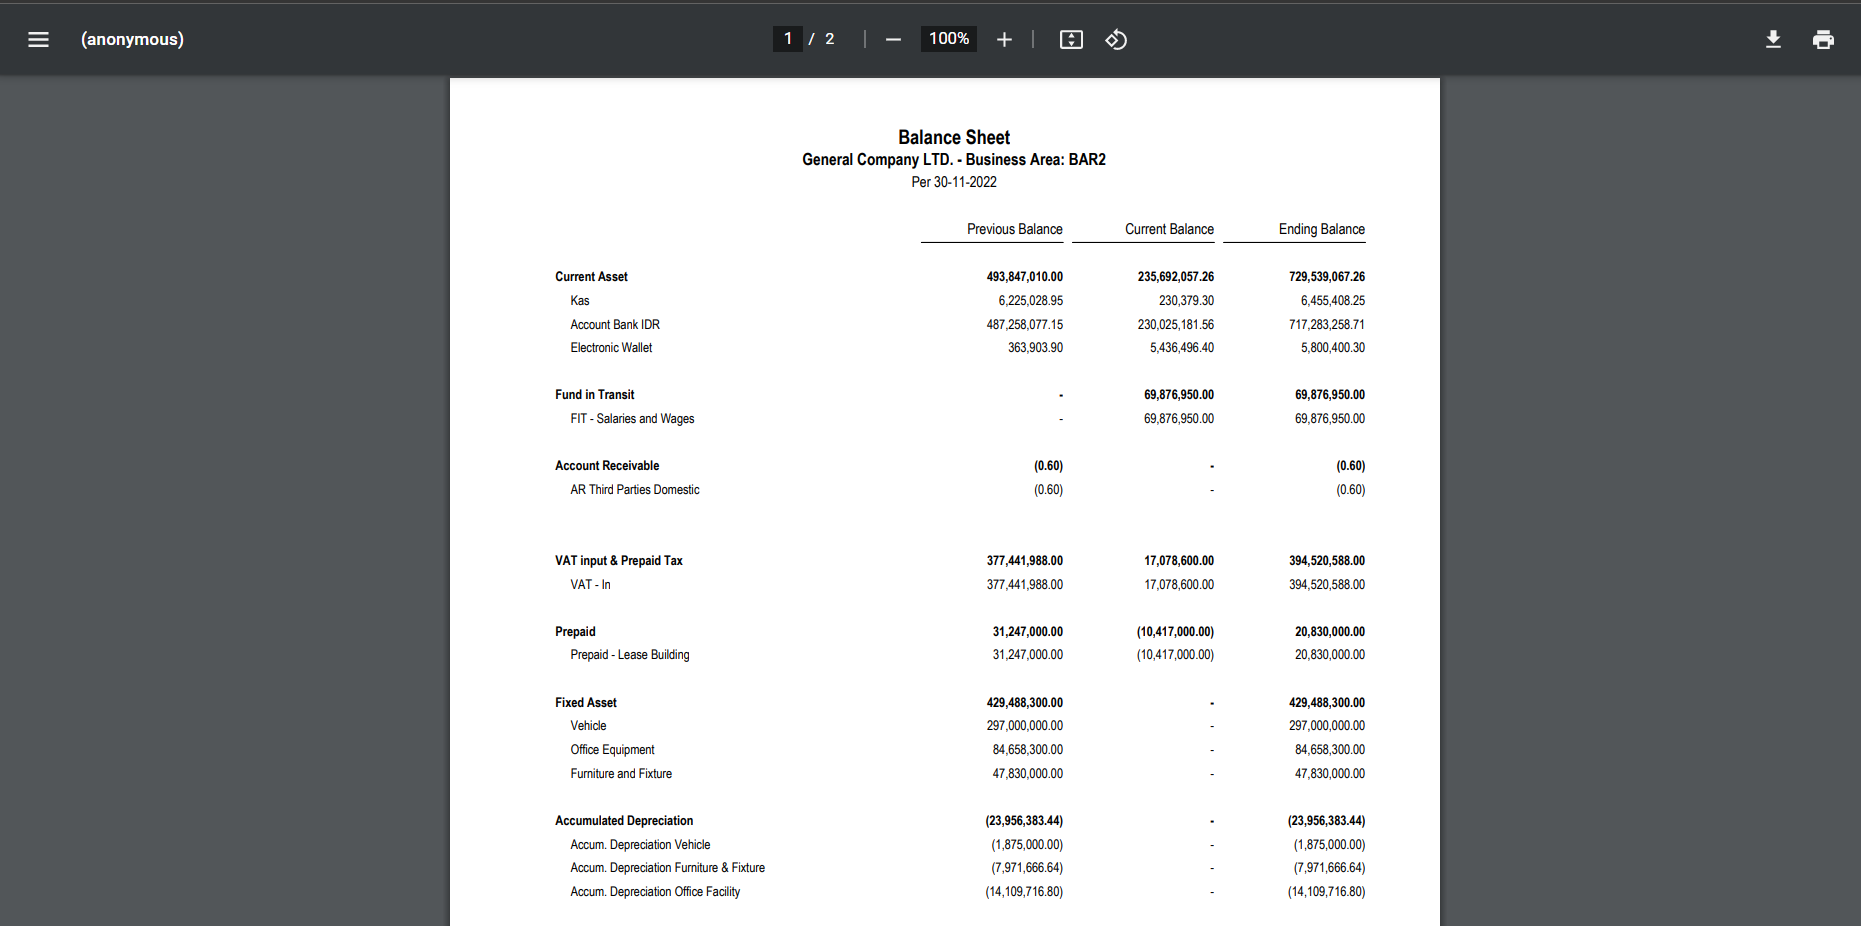 (anonymous) 1 / 2 100%
Balance Sheet
General Company LTD. - Business Area: BAR2
Per 30-11-2022
Previous Balance Current Balance Ending Balance
Current Asset 493,847,010.00 235,692,057.26 729,539,067.26
Kas 6,225,028.95 230,379.30 6,455,408.25
Account Bank IDR 487,258,077.15 230,025,181.56 717,283,258.71
Electronic Wallet 363,903.90 5,436,496.40 5,800,400.30
Fund in Transit - 69,876,950.00 69,876,950.00
FIT - Salaries and Wages - 69,876,950.00 69,876,950.00
Account Receivable (0.60) - (0.60)
AR Third Parties Domestic (0.60) - (0.60)
VAT input & Prepaid Tax 377,441,988.00 17,078,600.00 394,520,588.00
VAT - In 377,441,988.00 17,078,600.00 394,520,588.00
Prepaid 31,247,000.00 (10,417,000.00) 20,830,000.00
Prepaid - Lease Building 31,247,000.00 (10,417,000.00) 20,830,000.00
Fixed Asset 429,488,300.00 - 429,488,300.00
Vehicle 297,000,000.00 - 297,000,000.00
Office Equipment 84,658,300.00 - 84,658,300.00
Furniture and Fixture 47,830,000.00 - 47,830,000.00
Accumulated Depreciation (23,956,383.44) - (23,956,383.44)
Accum. Depreciation Vehicle (1,875,000.00) - (1,875,000.00)
Accum. Depreciation Furniture & Fixture (7,971,666.64) - (7,971,666.64)
Accum. Depreciation Office Facility (14,109,716.80) - (14,109,716.80)